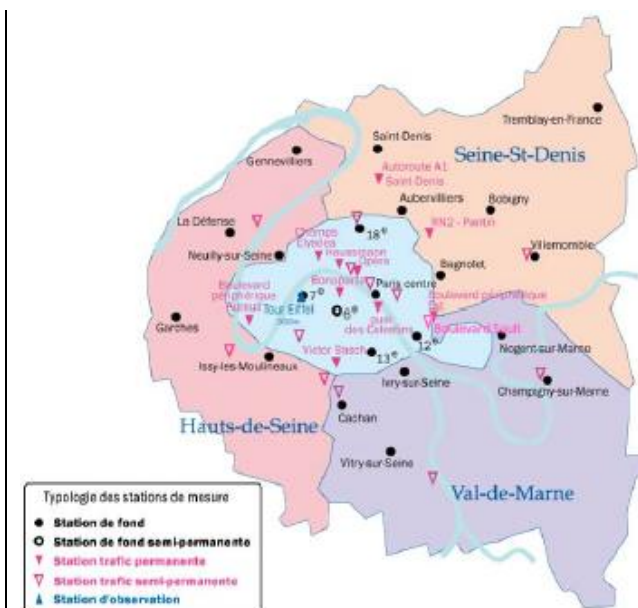 Tremblay-en-France
Saint-Denis
Seine-St-Denis
Gennevilliers
Autoroute A1
Saint-Denis
Aubervilliers
Bobigny
La Défense
RN2 - Pantin
18e
Neuilly-sur-Seine
Champs
Elysées
Villemomble
Haussmann
Opéra
Bagnolet
Bonaparte
Paris centre
Boulevard
périphérique
Auteuil
7e
Tour Eiffel
Boulevard périphérique
Est
6e
quai
des Célestins
Boulevard Soult
Garches
12e
Nogent-sur-Marne
13e
Issy-les-Moulineaux
Victor Basch
Ivry-sur-Seine
Champigny-sur-Marne
Cachan
Hauts-de-Seine
Vitry-sur-Seine
Val-de-Marne
Typologie des stations de mesure
Station de fond
Station de fond semi-permanente
Station trafic permanente
Station trafic semi-permanente
Station d'observation